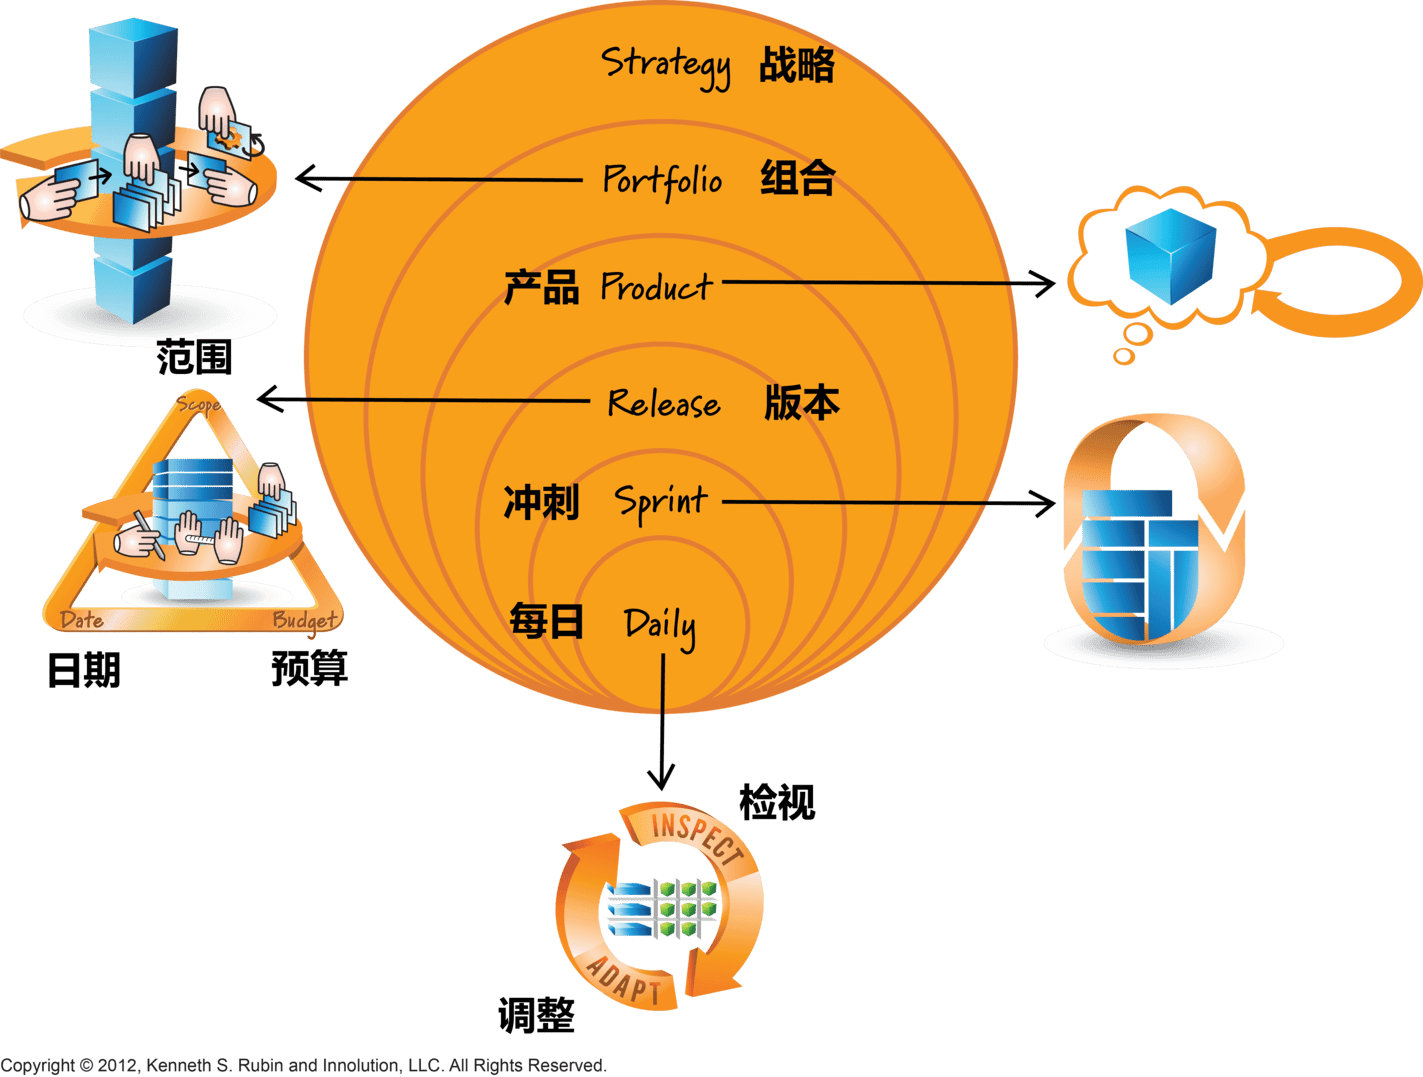 Strategy 战略
Portfolio 组合
产品 Product
范围
Scope
Release 版本
冲刺 Sprint
Date
Budget
日期
预算
每日 Daily
检视
INSPECT
ADAPT
调整
Copyright © 2012, Kenneth S. Rubin and Innolution, LLC. All Rights Reserved.